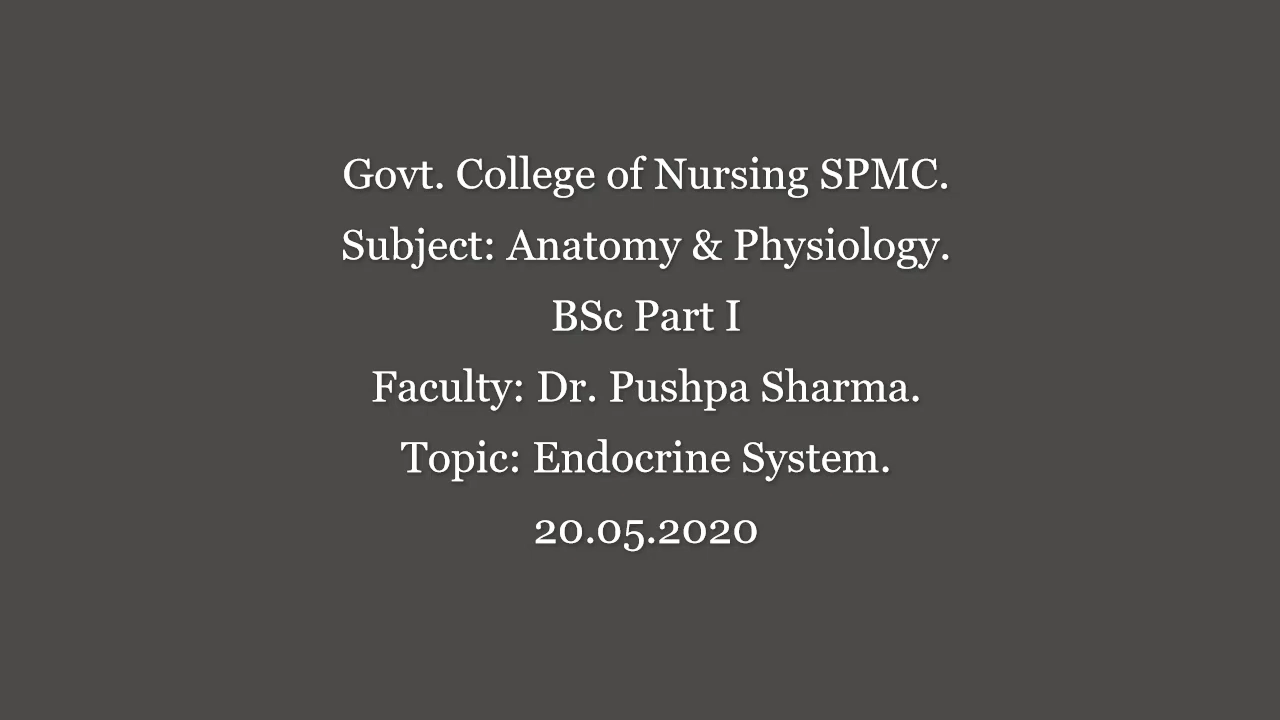 Govt. College of Nursing SPMC.
Subject: Anatomy & Physiology.
BSc Part I
Faculty: Dr. Pushpa Sharma.
Topic: Endocrine System.
20.05.2020